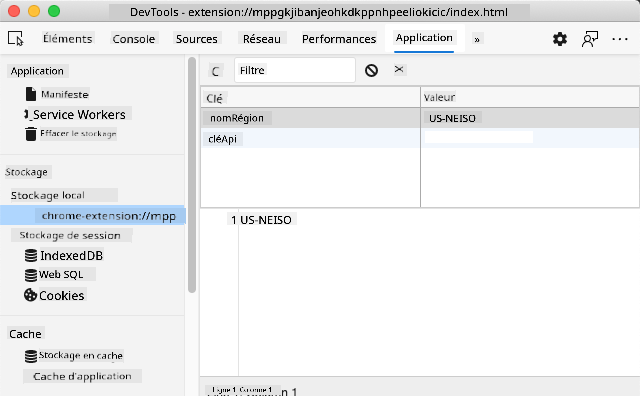 DevTools - extension://mppgkjibanjeohkdkppnhpeeliokicic/index.html
Éléments Console Sources Réseau Performances Application »
Application
Manifeste
Service Workers
Effacer le stockage
Stockage
Stockage local
chrome-extension://mpp
Stockage de session
IndexedDB
Web SQL
Cookies
Cache
Stockage en cache
Cache d'application
C Filtre
Clé Valeur
nomRégion US-NEISO
cléApi
1 US-NEISO
Ligne 1, Colonne 1